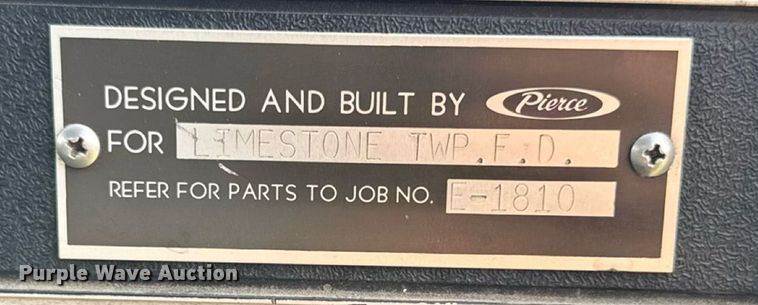 DESIGNED AND BUILT BY Pierce
FOR LIMESTONE TWP.F.D.
REFER FOR PARTS TO JOB NO. E-1810
Purple Wave Auction